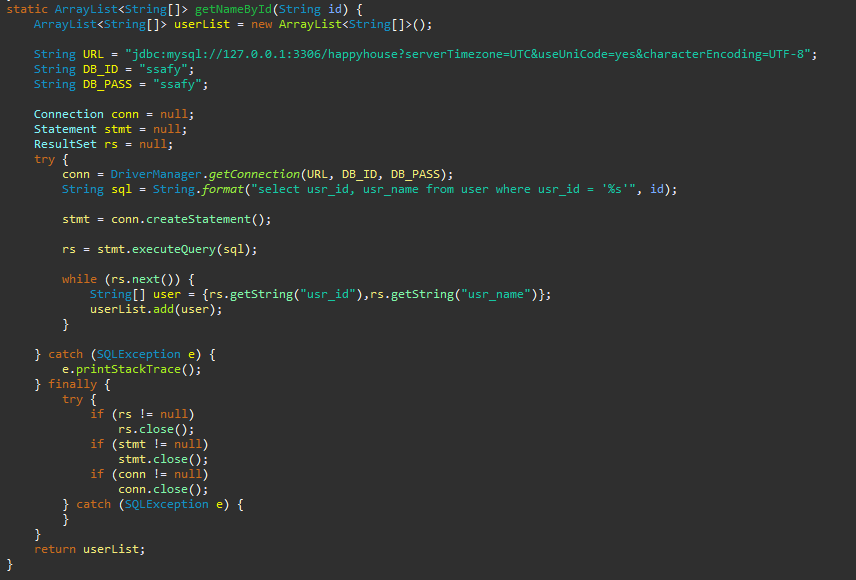 static ArrayList<String[]> getNameById(String id) {
    ArrayList<String[]> userList = new ArrayList<String[]>();
    String URL = "jdbc:mysql://127.0.0.1:3306/happyhouse?serverTimezone=UTC&useUniCode=yes&characterEncoding=UTF-8";
    String DB_ID = "ssafy";
    String DB_PASS = "ssafy";
    Connection conn = null;
    Statement stmt = null;
    ResultSet rs = null;
    try {
        conn = DriverManager.getConnection(URL, DB_ID, DB_PASS);
        String sql = String.format("select usr_id, usr_name from user where usr_id = '%s'", id);
        stmt = conn.createStatement();
        rs = stmt.executeQuery(sql);
        while (rs.next()) {
            String[] user = {rs.getString("usr_id"),rs.getString("usr_name")};
            userList.add(user);
        }
    } catch (SQLException e) {
        e.printStackTrace();
    } finally {
        try {
            if (rs != null)
                rs.close();
            if (stmt != null)
                stmt.close();
            if (conn != null)
                conn.close();
        } catch (SQLException e) {
        }
    }
    return userList;
}